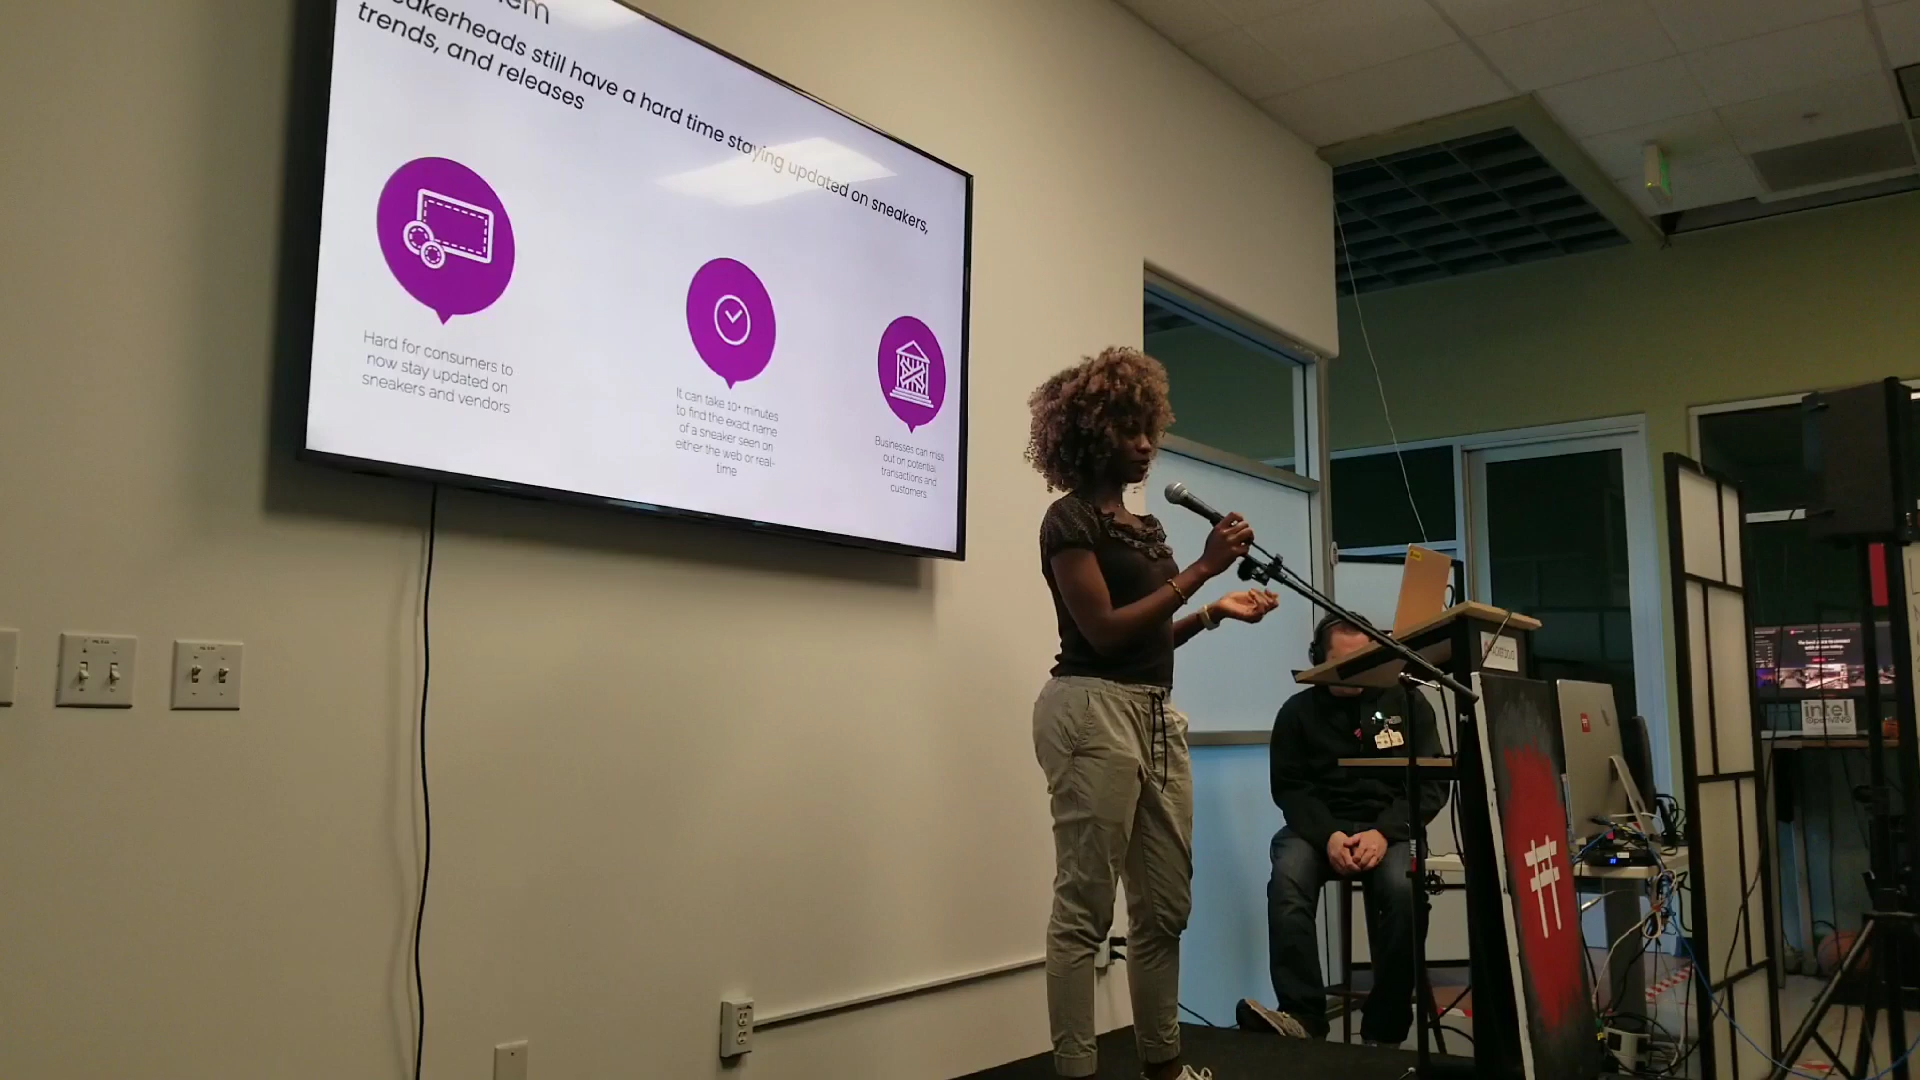 Sneakerheads still have a hard time staying updated on sneakers,
trends, and releases
Hard for consumers to
now stay updated on
sneakers and vendors
It can take 10+ minutes
to find the exact name
of a sneaker seen on
either the web or real-
time
Businesses can miss
out on potential
transactions and
customers.
intel